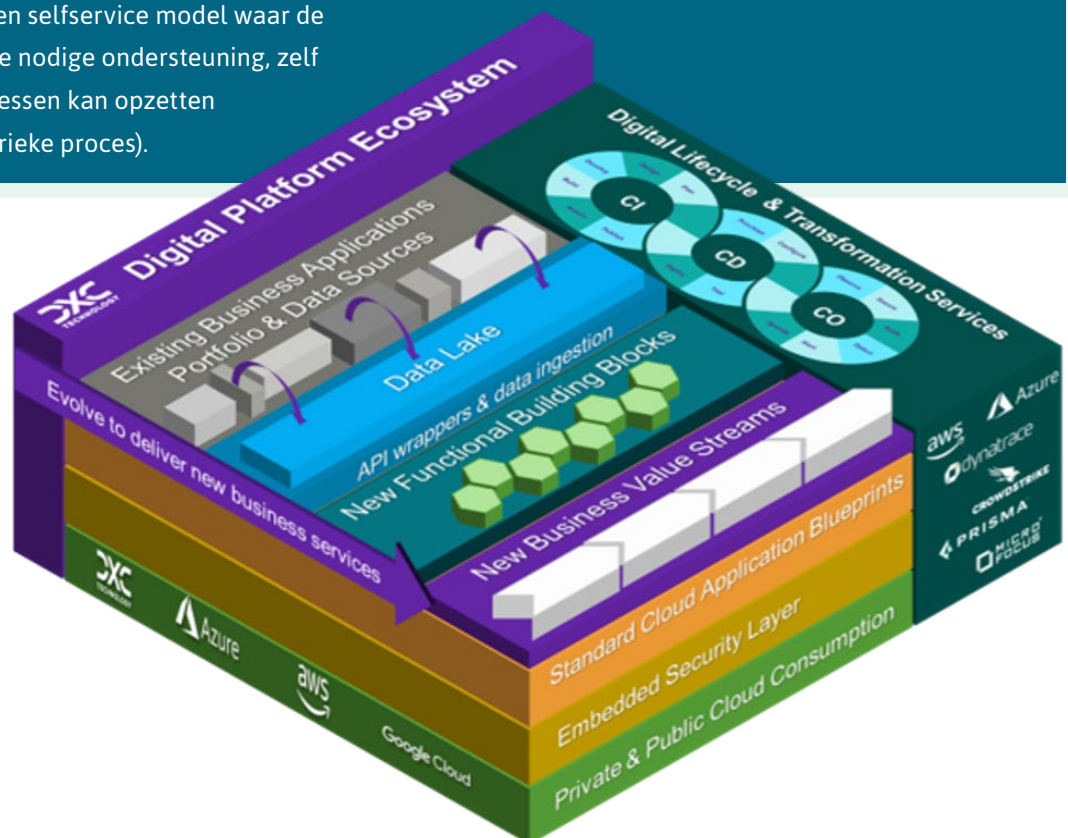 en selfservice model waar de
e nodige ondersteuning, zelf
essen kan opzetten
rieke proces).
Digital Platform Ecosystem
DXC
TECHNOLOGY
Digital Lifecycle & Transformation Services
CI
CD
CO
Existing Business Applications
Portfolio & Data Sources
Data Lake
API wrappers & data ingestion
New Functional Building Blocks
New Business Value Streams
Evolve to deliver new business services
Standard Cloud Application Blueprints
Embedded Security Layer
Private & Public Cloud Consumption
DXC
TECHNOLOGY
Azure
aws
Google Cloud
Azure
aws
dynatrace
CROWDSTRIKE
PRISMA
MICRO
FOCUS